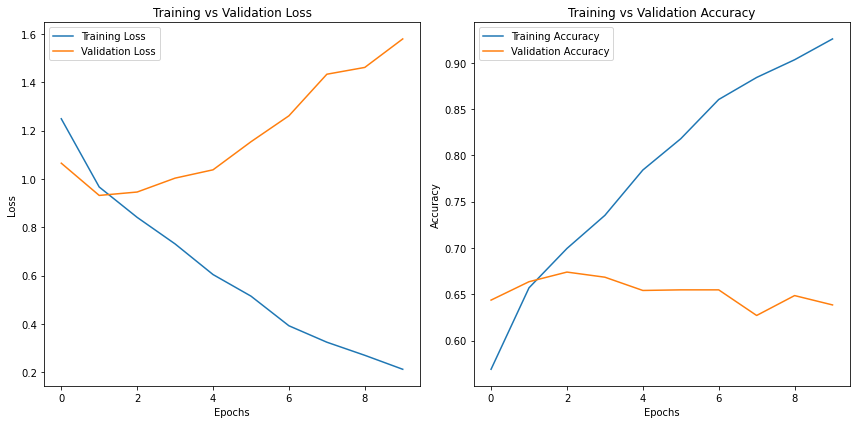 Training vs Validation Loss
Training Loss
Validation Loss
1.6
1.4
1.2
1.0
0.8
0.6
0.4
0.2
Loss
0 2 4 6 8
Epochs
Training vs Validation Accuracy
Training Accuracy
Validation Accuracy
0.90
0.85
0.80
0.75
0.70
0.65
0.60
Accuracy
0 2 4 6 8
Epochs